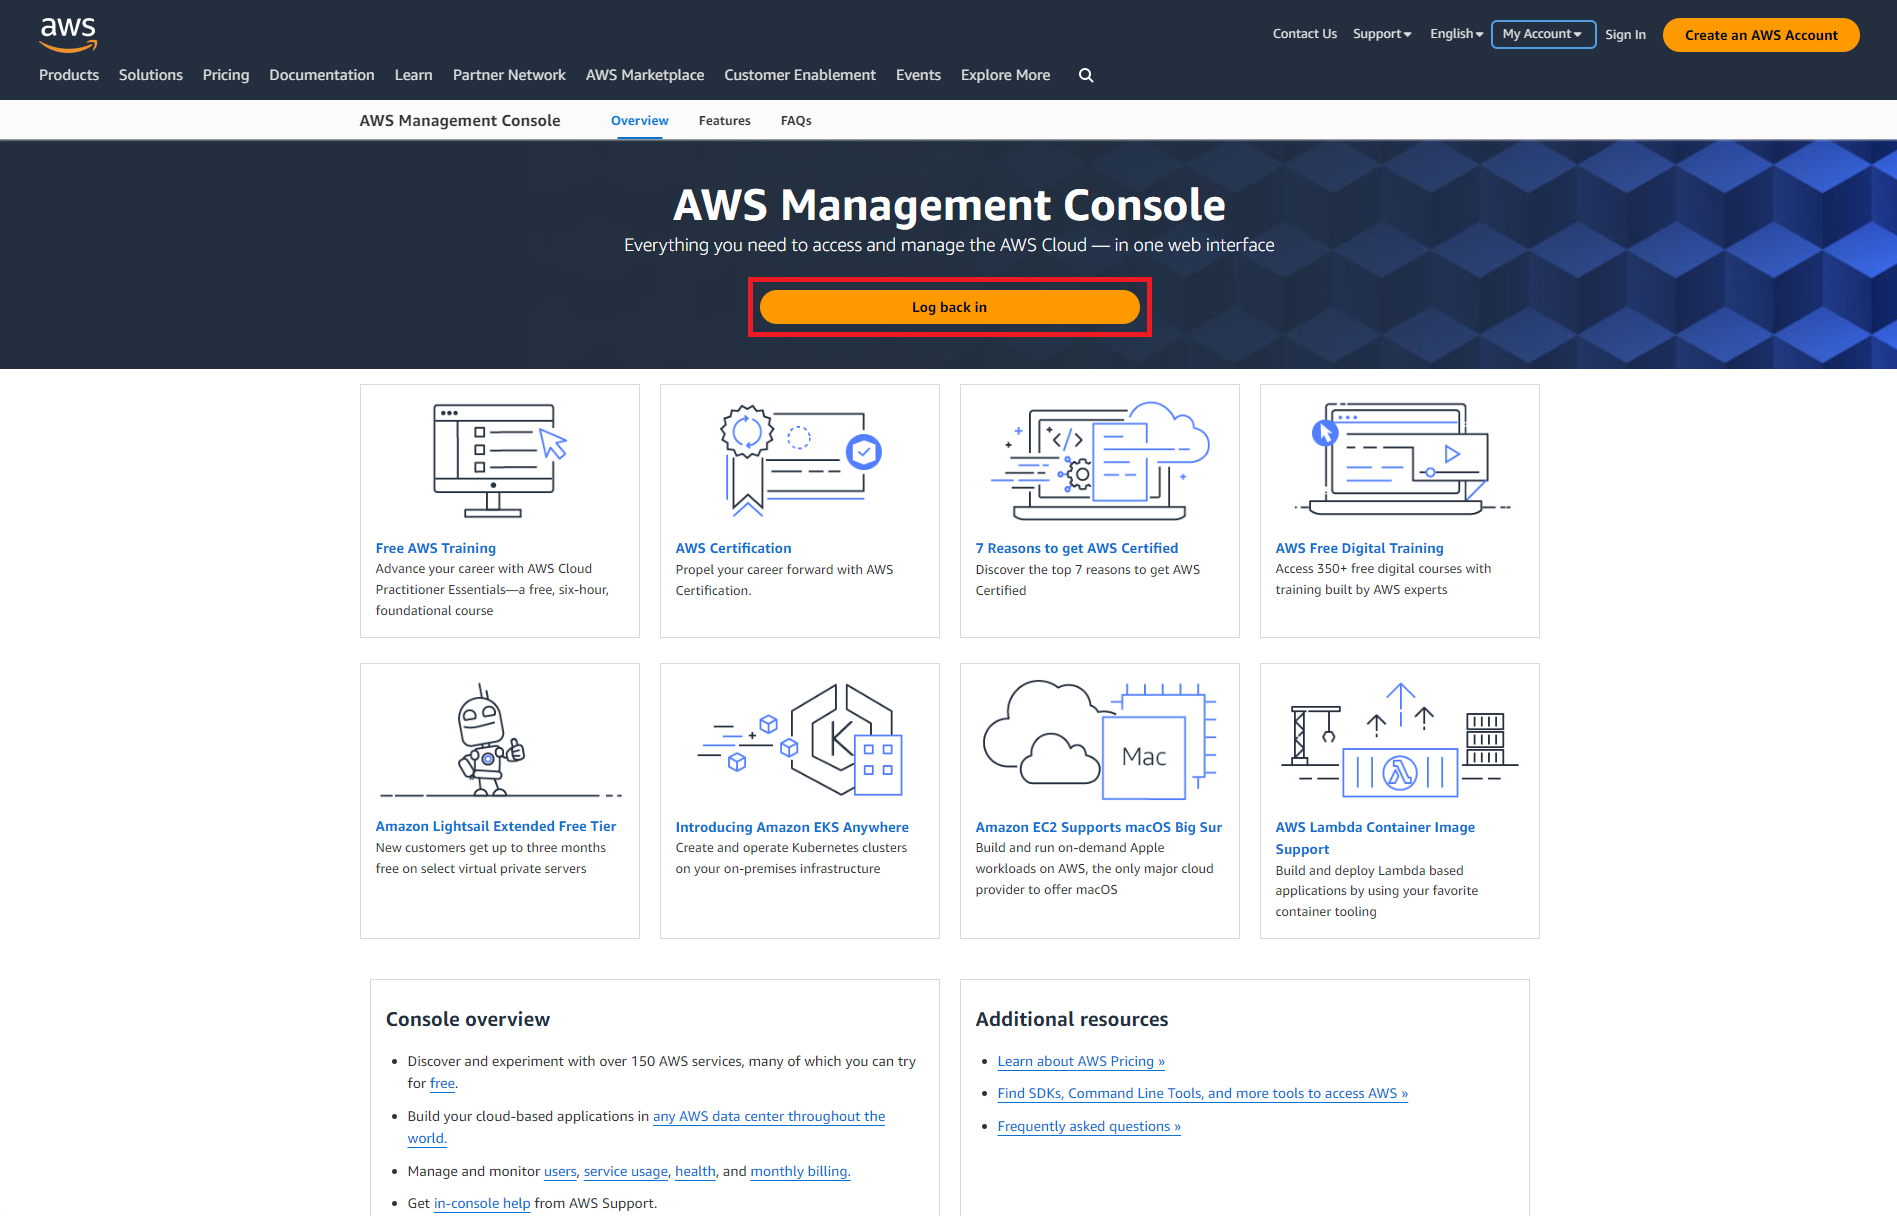 aws
Contact Us Support English My Account Sign In Create an AWS Account
Products Solutions Pricing Documentation Learn Partner Network AWS Marketplace Customer Enablement Events Explore More
AWS Management Console Overview Features FAQs
AWS Management Console
Everything you need to access and manage the AWS Cloud — in one web interface
Log back in
Free AWS Training
Advance your career with AWS Cloud
Practitioner Essentials—a free, six-hour,
foundational course
AWS Certification
Propel your career forward with AWS
Certification.
7 Reasons to get AWS Certified
Discover the top 7 reasons to get AWS
Certified
AWS Free Digital Training
Access 350+ free digital courses with
training built by AWS experts
Amazon Lightsail Extended Free Tier
New customers get up to three months
free on select virtual private servers
K
Introducing Amazon EKS Anywhere
Create and operate Kubernetes clusters
on your on-premises infrastructure
Mac
Amazon EC2 Supports macOS Big Sur
Build and run on-demand Apple
workloads on AWS, the only major cloud
provider to offer macOS
AWS Lambda Container Image
Support
Build and deploy Lambda based
applications by using your favorite
container tooling
Console overview
• Discover and experiment with over 150 AWS services, many of which you can try
for free.
• Build your cloud-based applications in any AWS data center throughout the
world.
• Manage and monitor users, service usage, health, and monthly billing.
• Get in-console help from AWS Support.
Additional resources
• Learn about AWS Pricing »
• Find SDKs, Command Line Tools, and more tools to access AWS »
• Frequently asked questions »